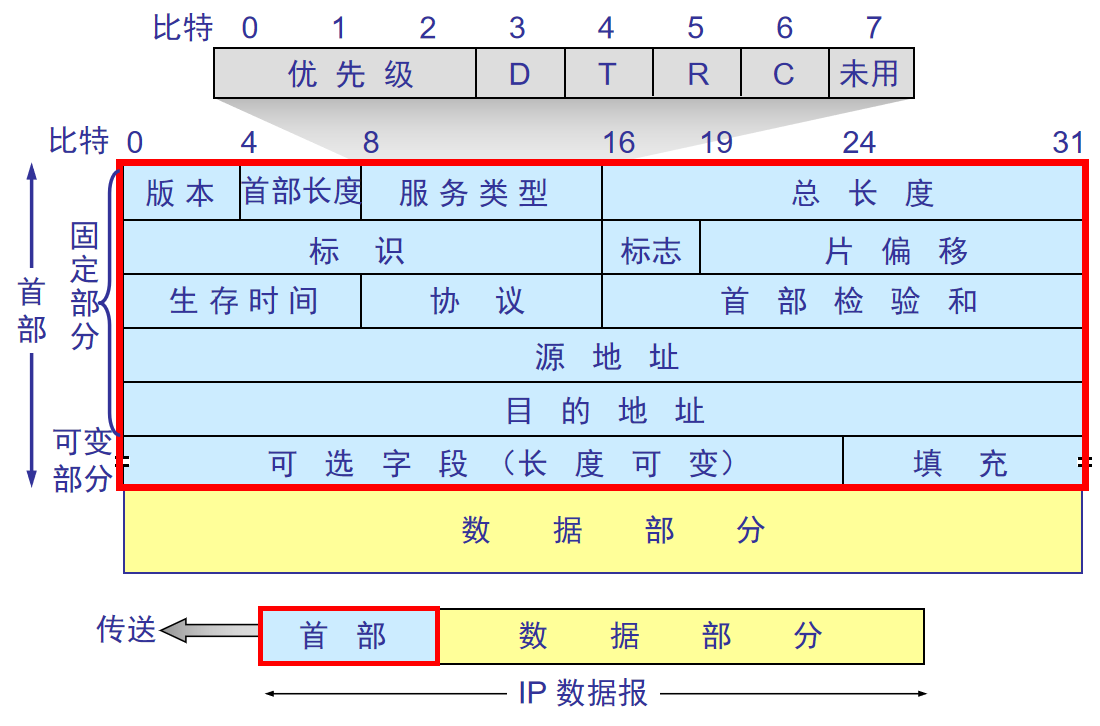 比特 0 1 2 3 4 5 6 7
优先级 D T R C 未用
比特 0 4 8 16 19 24 31
版本 首部长度 服务类型 总长度
标识 标志 片偏移
生存时间 协议 首部检验和
源地址
目的地址
可选字段（长度可变） 填充
数据部分
首部
固定部分
可变
部分
传送 首部 数据部分
IP 数据报